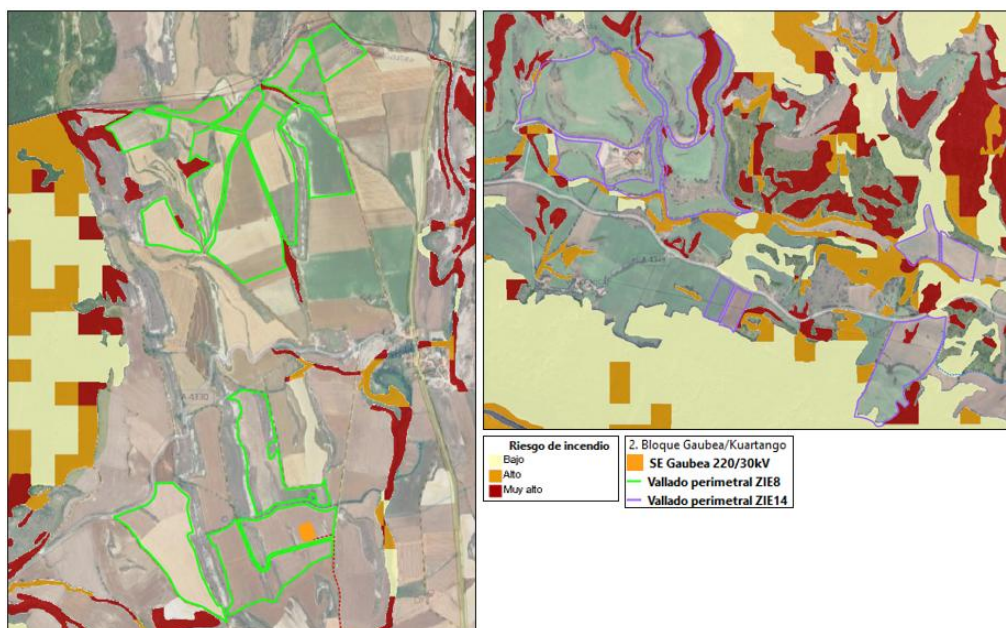 Riesgo de incendio
Bajo
Alto
Muy alto
2. Bloque Gaubea/Kuartango
SE Gaubea 220/30kV
Vallado perimetral ZIE8
Vallado perimetral ZIE14